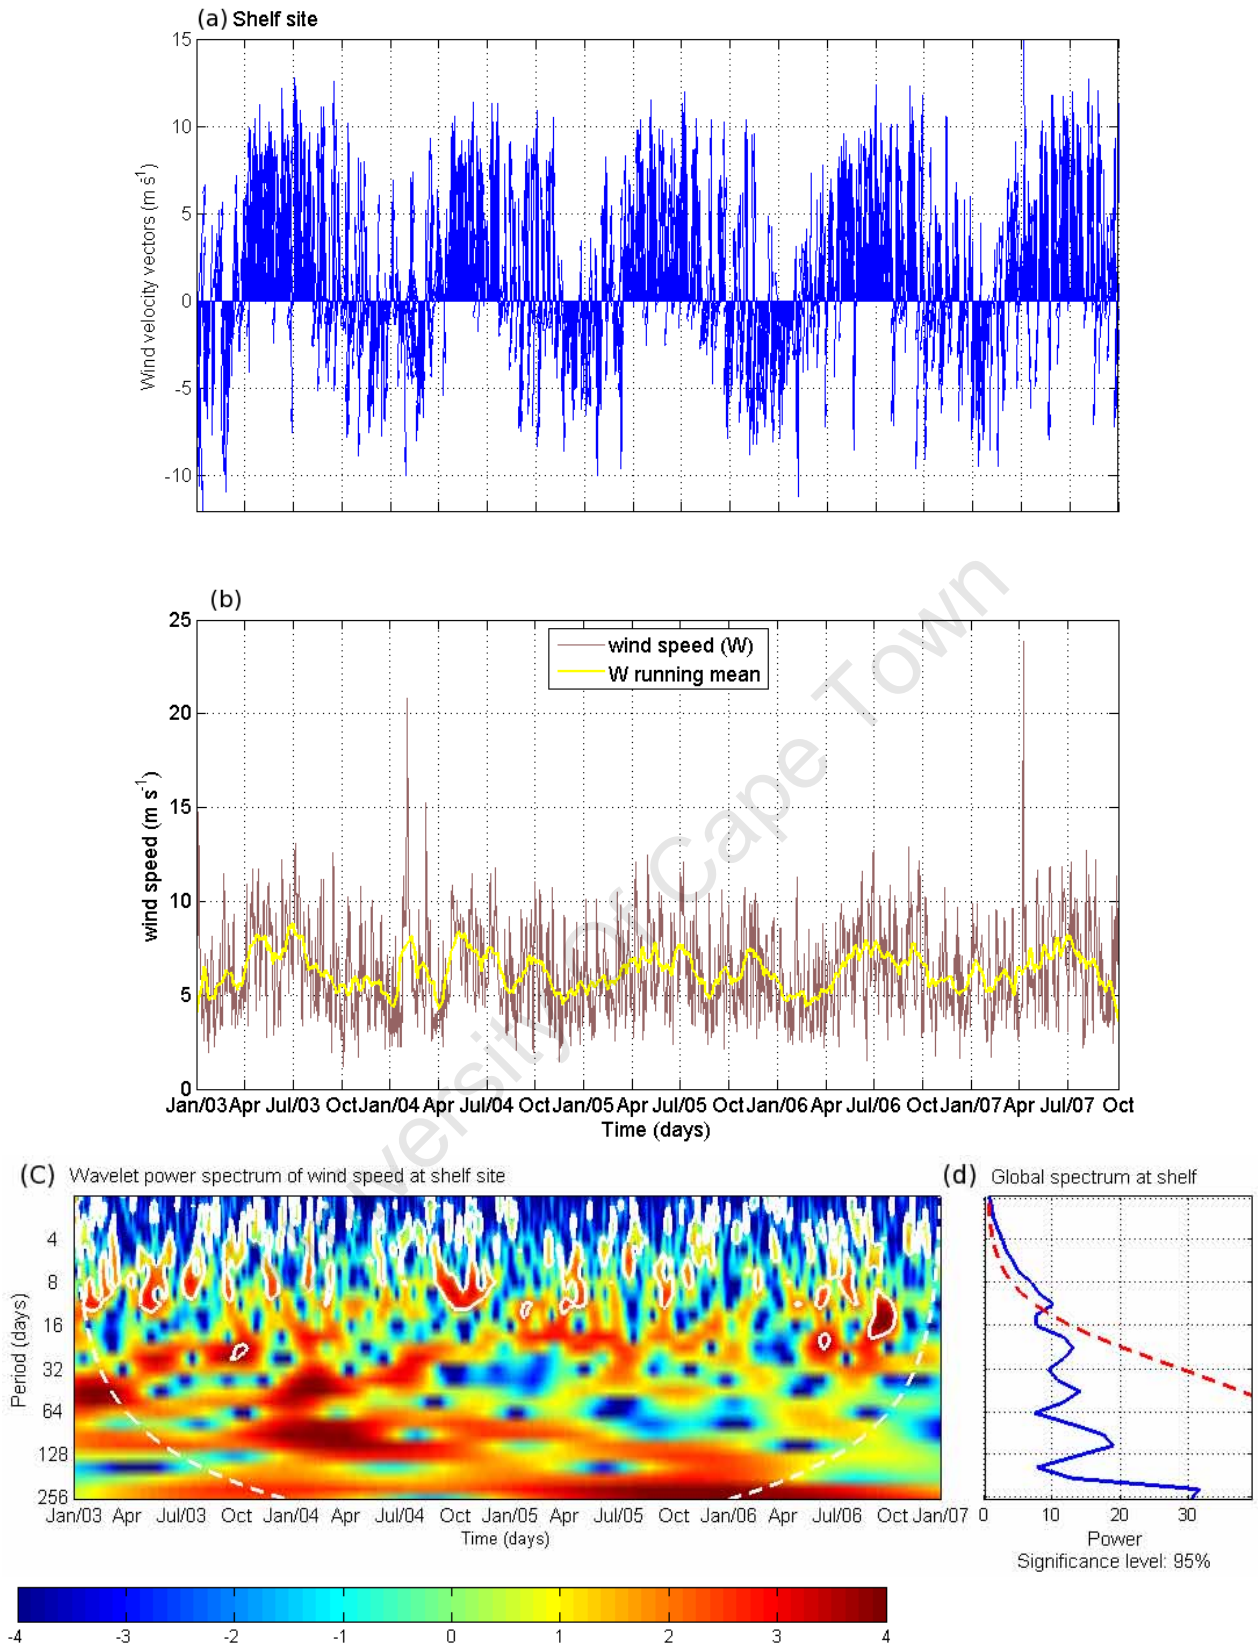 (a) Shelf site
15
10
5
0
-5
-10
Wind velocity vectors (m s⁻¹)
(b)
25
20
15
10
5
0
wind speed (m s⁻¹)
wind speed (W)
W running mean
Jan/03 Apr Jul/03 Oct Jan/04 Apr Jul/04 Oct Jan/05 Apr Jul/05 Oct Jan/06 Apr Jul/06 Oct Jan/07 Apr Jul/07 Oct
Time (days)
University of Cape Town
(C) Wavelet power spectrum of wind speed at shelf site
4
8
16
32
64
128
256
Period (days)
Jan/03 Apr Jul/03 Oct Jan/04 Apr Jul/04 Oct Jan/05 Apr Jul/05 Oct Jan/06 Apr Jul/06 Oct Jan/07
Time (days)
(d) Global spectrum at shelf
0 10 20 30
Power
Significance level: 95%
-4 -3 -2 -1 0 1 2 3 4